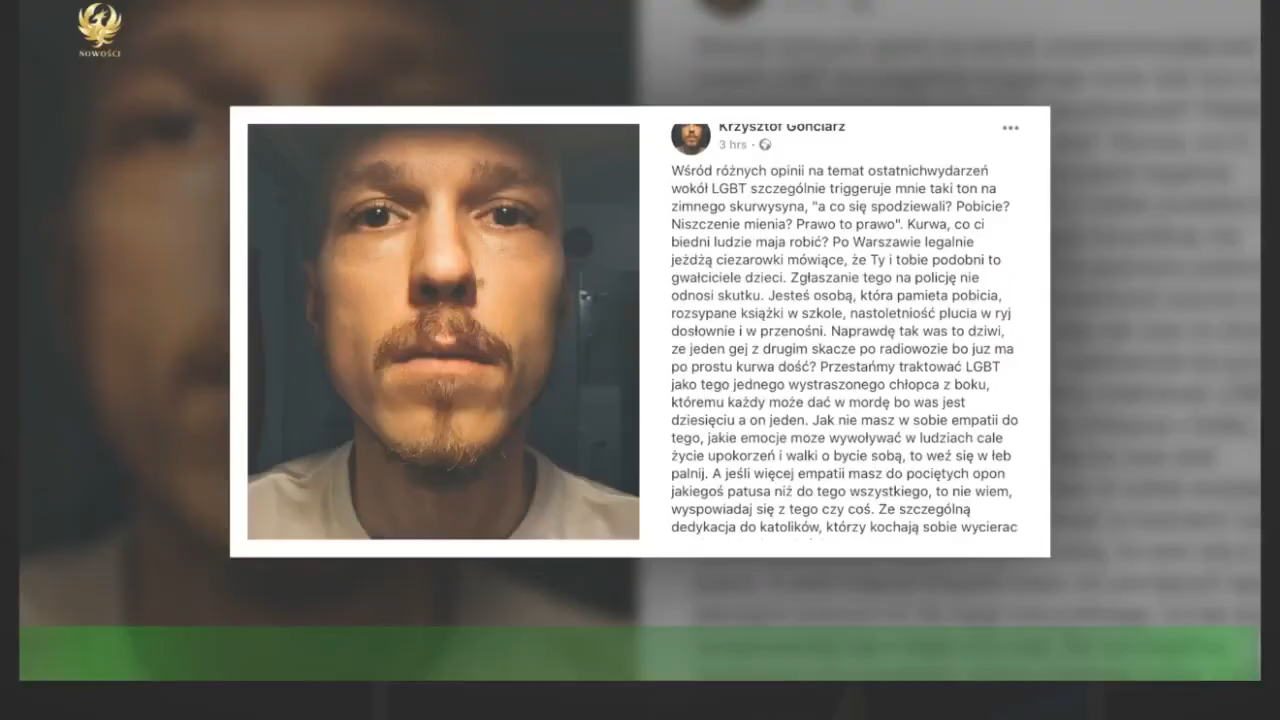 NOWOŚCI
Krzysztof Gonciarz
3 hrs ·
Wśród różnych opinii na temat ostatnichwydarzeń
wokół LGBT szczególnie triggeruje mnie taki ton na
zimnego skurwysyna, "a co się spodziewali? Pobicie?
Niszczenie mienia? Prawo to prawo". Kurwa, co ci
biedni ludzie maja robić? Po Warszawie legalnie
jeżdżą ciezarowki mówiące, że Ty i tobie podobni to
gwałciciele dzieci. Zgłaszanie tego na policję nie
odnosi skutku. Jesteś osobą, która pamieta pobicia,
rozsypane książki w szkole, nastoletniość plucia w ryj
dosłownie i w przenośni. Naprawdę tak was to dziwi,
ze jeden gej z drugim skacze po radiowozie bo juz ma
po prostu kurwa dość? Przestańmy traktować LGBT
jako tego jednego wystraszonego chłopca z boku,
któremu każdy może dać w mordę bo was jest
dziesięciu a on jeden. Jak nie masz w sobie empatii do
tego, jakie emocje moze wywoływać w ludziach cale
życie upokorzeń i walki o bycie sobą, to weź się w łeb
palnij. A jeśli więcej empatii masz do pociętych opon
jakiegoś patusa niż do tego wszystkiego, to nie wiem,
wyspowiadaj się z tego czy coś. Ze szczególną
dedykacja do katolików, którzy kochają sobie wycierac